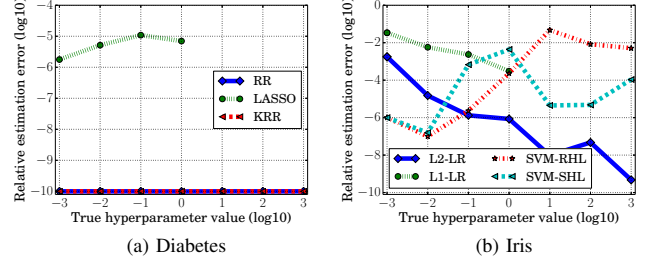 Relative estimation error (log10)
−4
−5
−6
−7
−8
−9
−10
RR
LASSO
KRR
−3 −2 −1 0 1 2 3
True hyperparameter value (log10)
(a) Diabetes
Relative estimation error (log10)
0
−2
−4
−6
−8
−10
L2-LR SVM-RHL
L1-LR SVM-SHL
−3 −2 −1 0 1 2 3
True hyperparameter value (log10)
(b) Iris